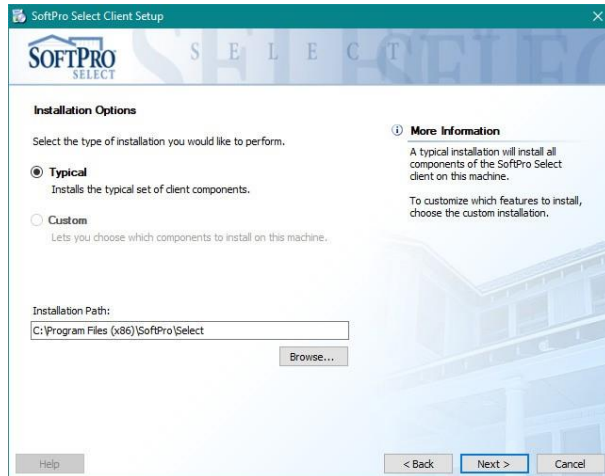 SoftPro Select Client Setup
SOFTPRO
SELECT
SELECT
Installation Options
Select the type of installation you would like to perform.
Typical
Installs the typical set of client components.
Custom
Lets you choose which components to install on this machine.
Installation Path:
C:\Program Files (x86)\SoftPro\Select
Browse...
More Information
A typical installation will install all
components of the SoftPro Select
client on this machine.
To customize which features to install,
choose the custom installation.
Help
< Back
Next >
Cancel